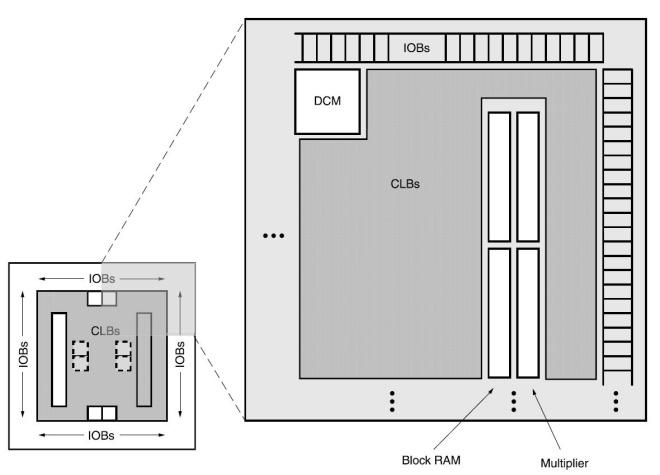 IOBs
DCM
CLBs
IOBs
CLBs
IOBs
IOBs
IOBs
Block RAM
Multiplier